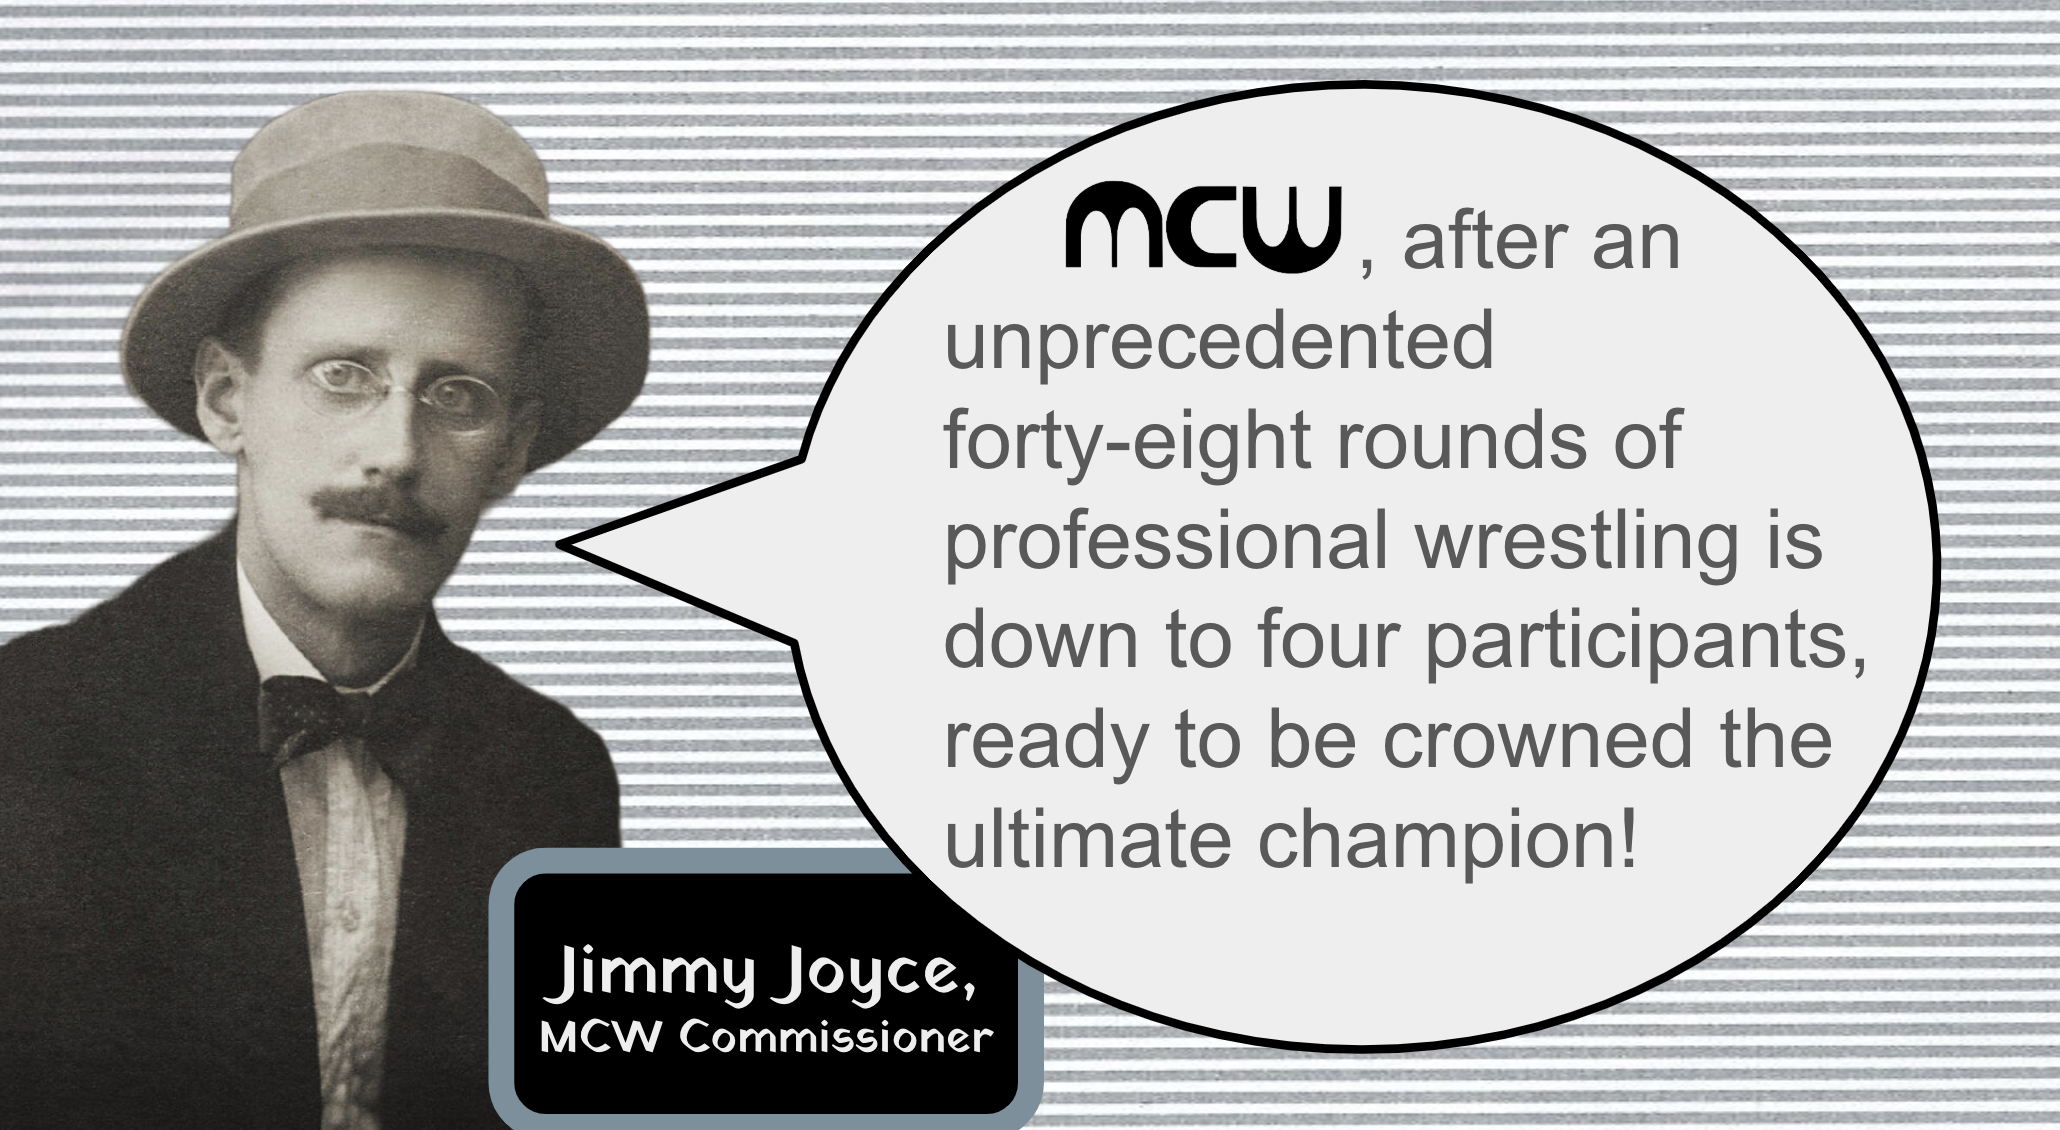 MCW, after an
unprecedented
forty-eight rounds of
professional wrestling is
down to four participants,
ready to be crowned the
ultimate champion!
Jimmy Joyce,
MCW Commissioner